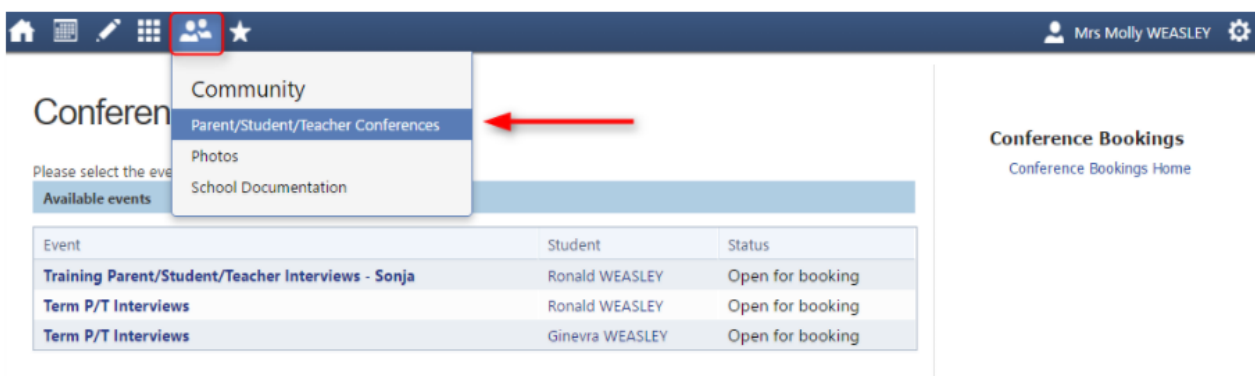 Mrs Molly WEASLEY
Community
Parent/Student/Teacher Conferences
Photos
School Documentation
Conferen
Please select the eve
Available events
Event Student Status
Training Parent/Student/Teacher Interviews - Sonja Ronald WEASLEY Open for booking
Term P/T Interviews Ronald WEASLEY Open for booking
Term P/T Interviews Ginevra WEASLEY Open for booking
Conference Bookings
Conference Bookings Home